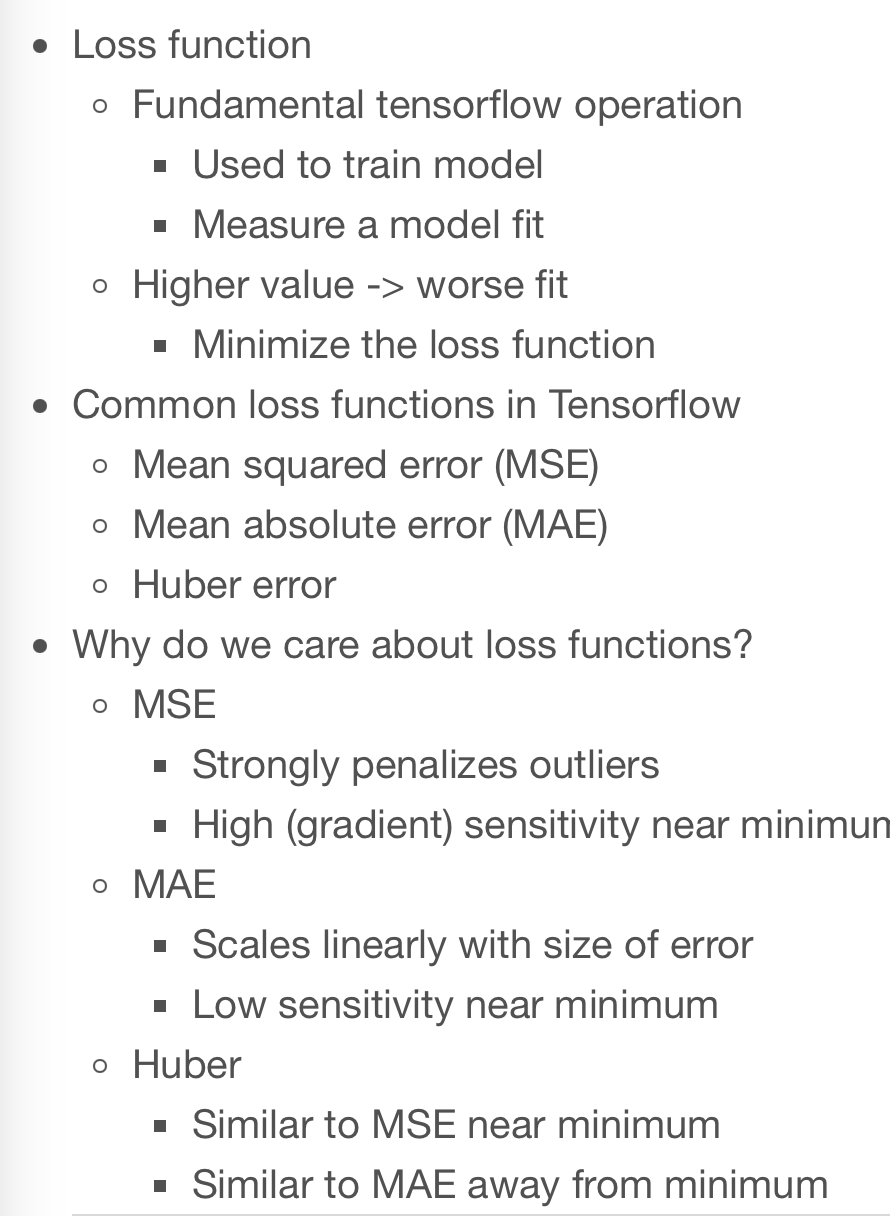 Loss function
Fundamental tensorflow operation
Used to train model
Measure a model fit
Higher value -> worse fit
Minimize the loss function
Common loss functions in Tensorflow
Mean squared error (MSE)
Mean absolute error (MAE)
Huber error
Why do we care about loss functions?
MSE
Strongly penalizes outliers
High (gradient) sensitivity near minimum
MAE
Scales linearly with size of error
Low sensitivity near minimum
Huber
Similar to MSE near minimum
Similar to MAE away from minimum